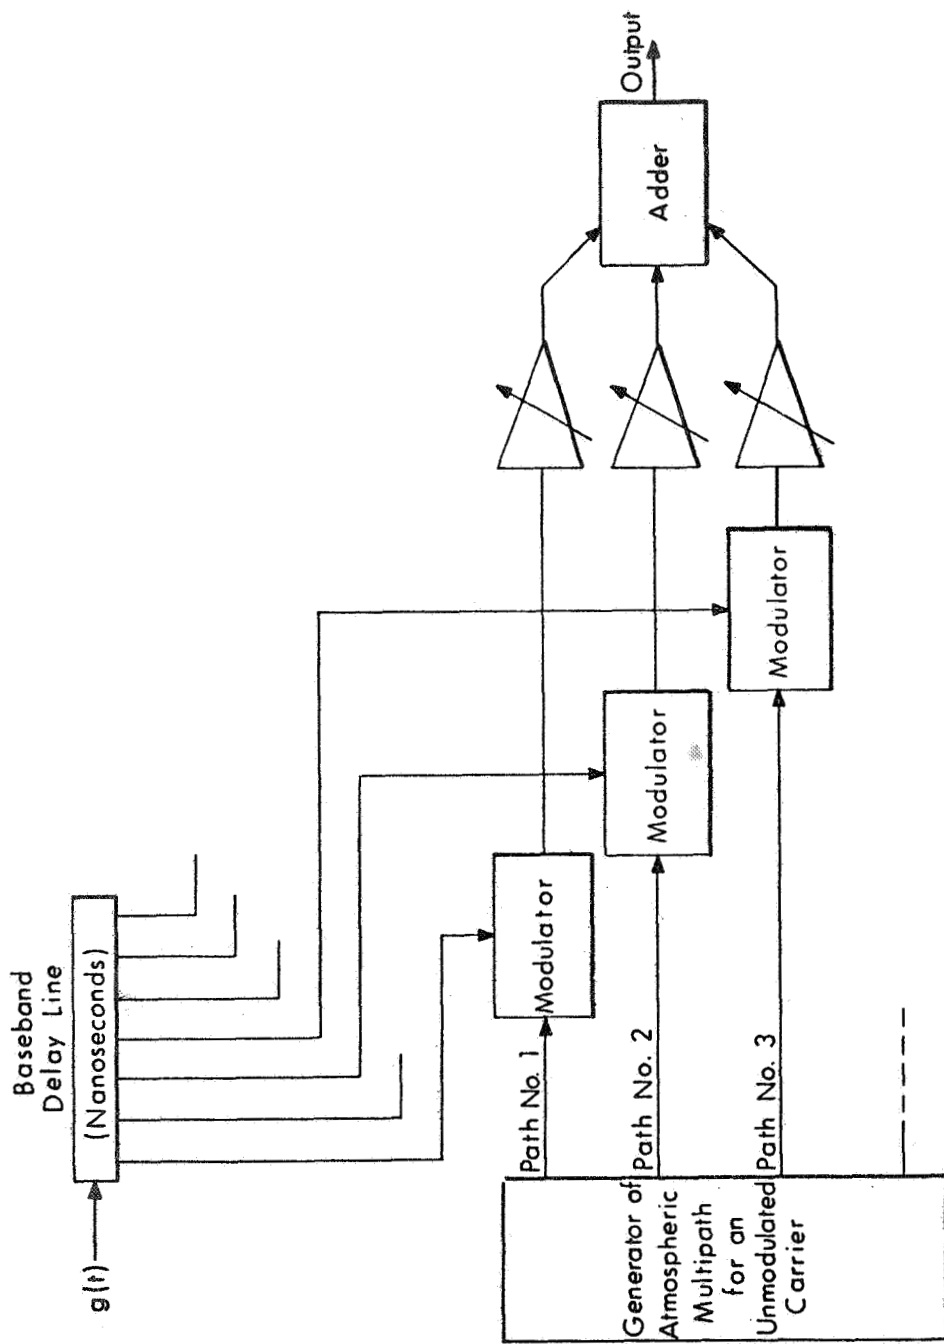 g(t)
Baseband
Delay Line
(Nanoseconds)
Generator of
Atmospheric
Multipath
for an
Unmodulated
Carrier
Path No. 1
Path No. 2
Path No. 3
Modulator
Modulator
Modulator
Adder
Output